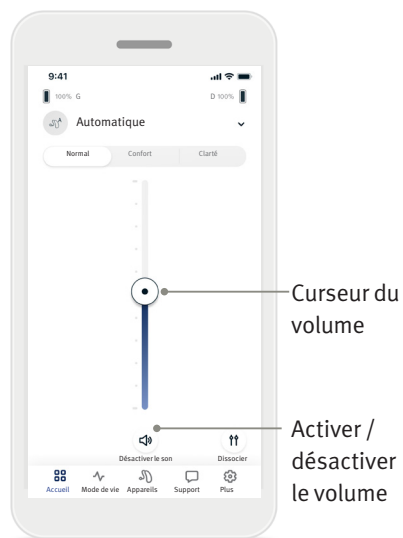 9:41
100% G D 100%
Automatique
Normal Confort Clarté
Curseur du
volume
Activer /
désactiver
le volume
Désactiver le son Dissocier
Accueil Mode de vie Appareils Support Plus